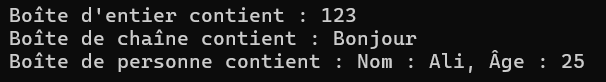 Boîte d'entier contient : 123
Boîte de chaîne contient : Bonjour
Boîte de personne contient : Nom : Ali, Âge : 25